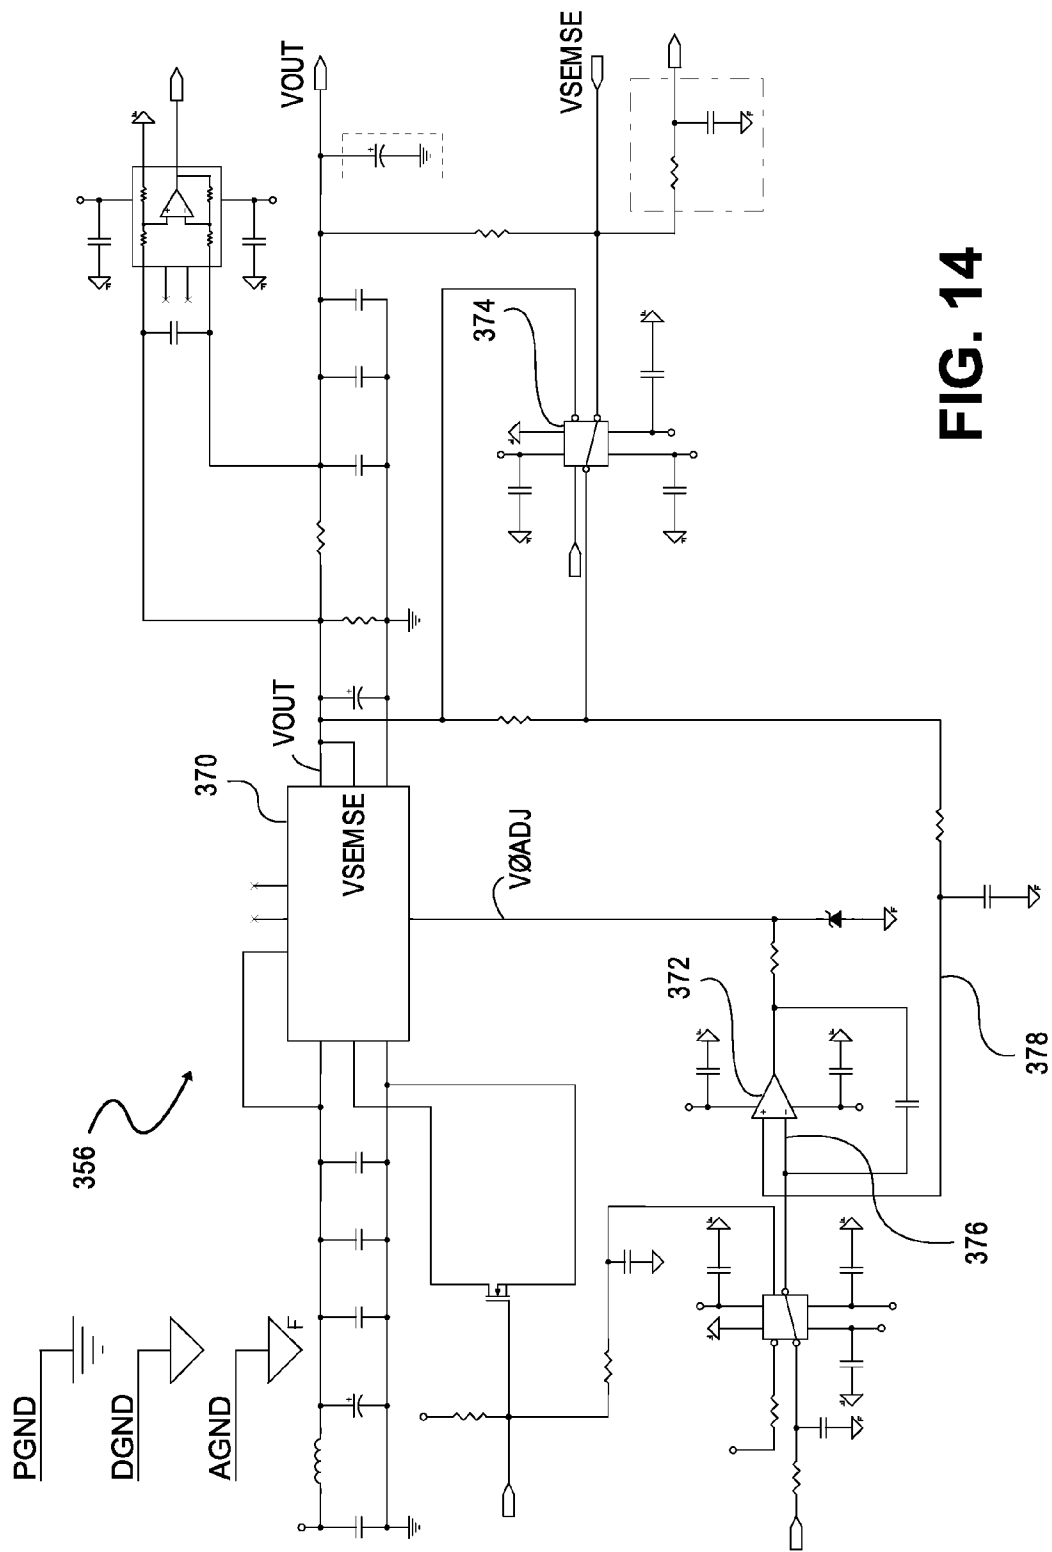 356
PGND
DGND
AGND
F
370
VOUT
VSEMSE
VØADJ
372
376
378
VOUT
374
VSEMSE
FIG. 14